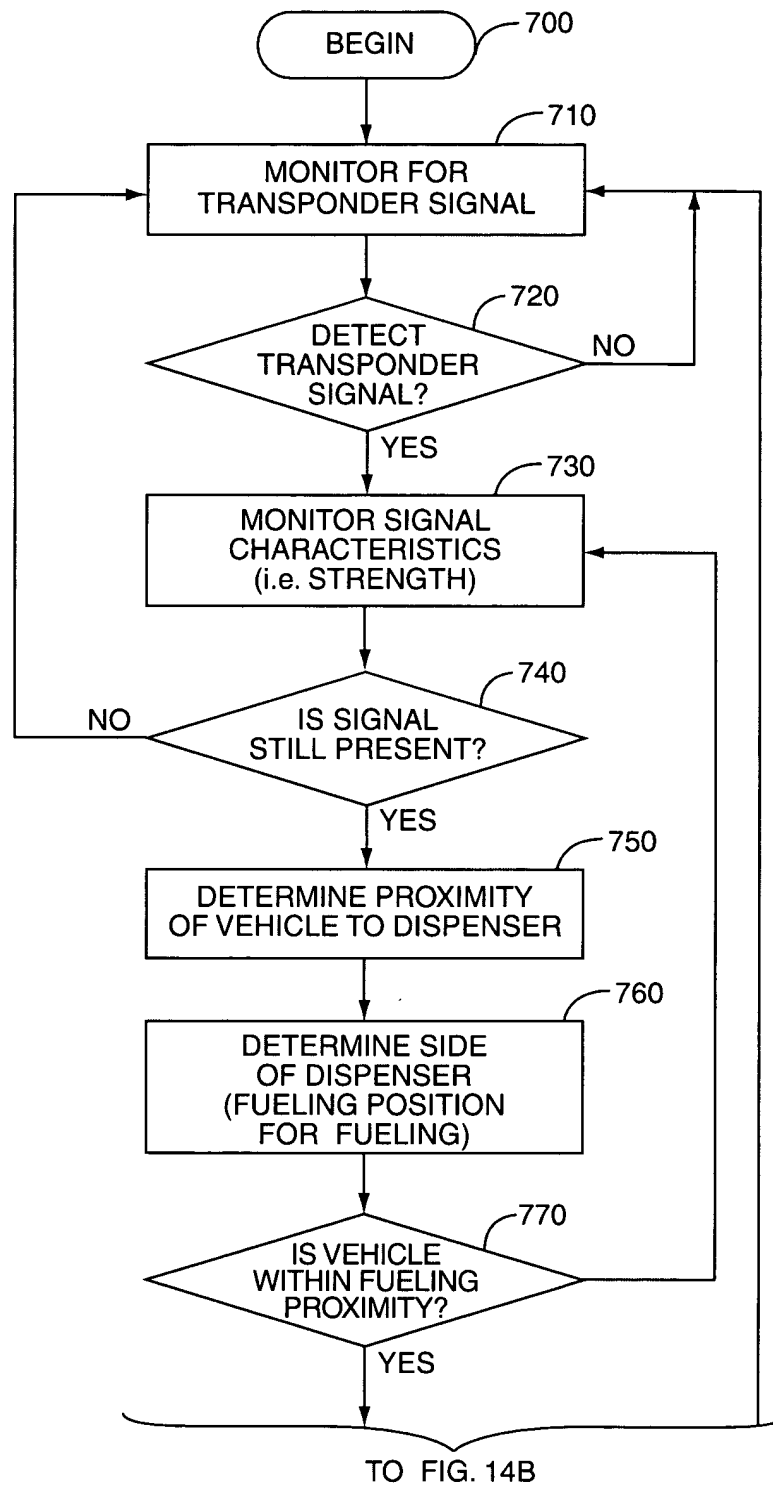 BEGIN
700
710
MONITOR FOR
TRANSPONDER SIGNAL
720
DETECT
TRANSPONDER
SIGNAL?
NO
YES
730
MONITOR SIGNAL
CHARACTERISTICS
(i.e. STRENGTH)
740
NO
IS SIGNAL
STILL PRESENT?
YES
750
DETERMINE PROXIMITY
OF VEHICLE TO DISPENSER
760
DETERMINE SIDE
OF DISPENSER
(FUELING POSITION
FOR FUELING)
770
IS VEHICLE
WITHIN FUELING
PROXIMITY?
YES
TO FIG. 14B